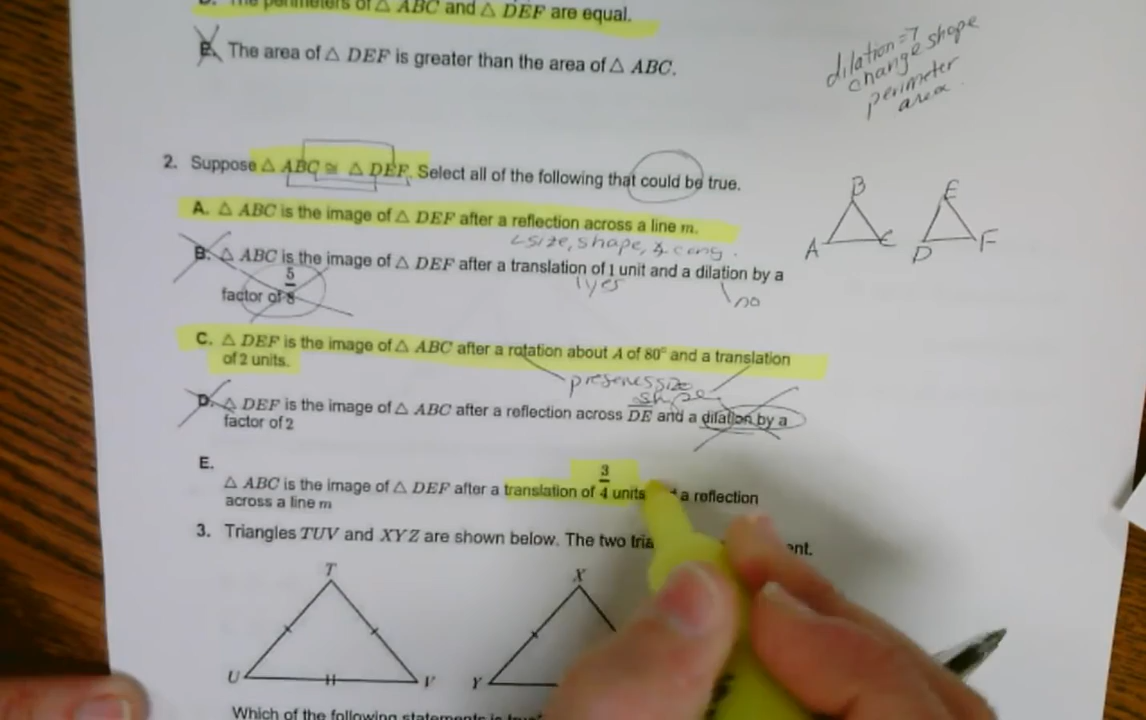 perimeters of △ ABC and △ DEF are equal.
E. The area of △ DEF is greater than the area of △ ABC.
dilation = 7
change shape
perimeter
area
2. Suppose △ ABC ≅ △ DEF. Select all of the following that could be true.
A. △ ABC is the image of △ DEF after a reflection across a line m.
size, shape, & cong.
B. △ ABC is the image of △ DEF after a translation of 1 unit and a dilation by a
factor of 5/8
yes
no
B
E
A
C
D
F
C. △ DEF is the image of △ ABC after a rotation about A of 80° and a translation
of 2 units.
preserves size
shape
D. △ DEF is the image of △ ABC after a reflection across DE and a dilation by a
factor of 2
E.
△ ABC is the image of △ DEF after a translation of 3/4 units a reflection
across a line m
3. Triangles TUV and XYZ are shown below. The two
T
X
U
V
Y
Which of the following statements is